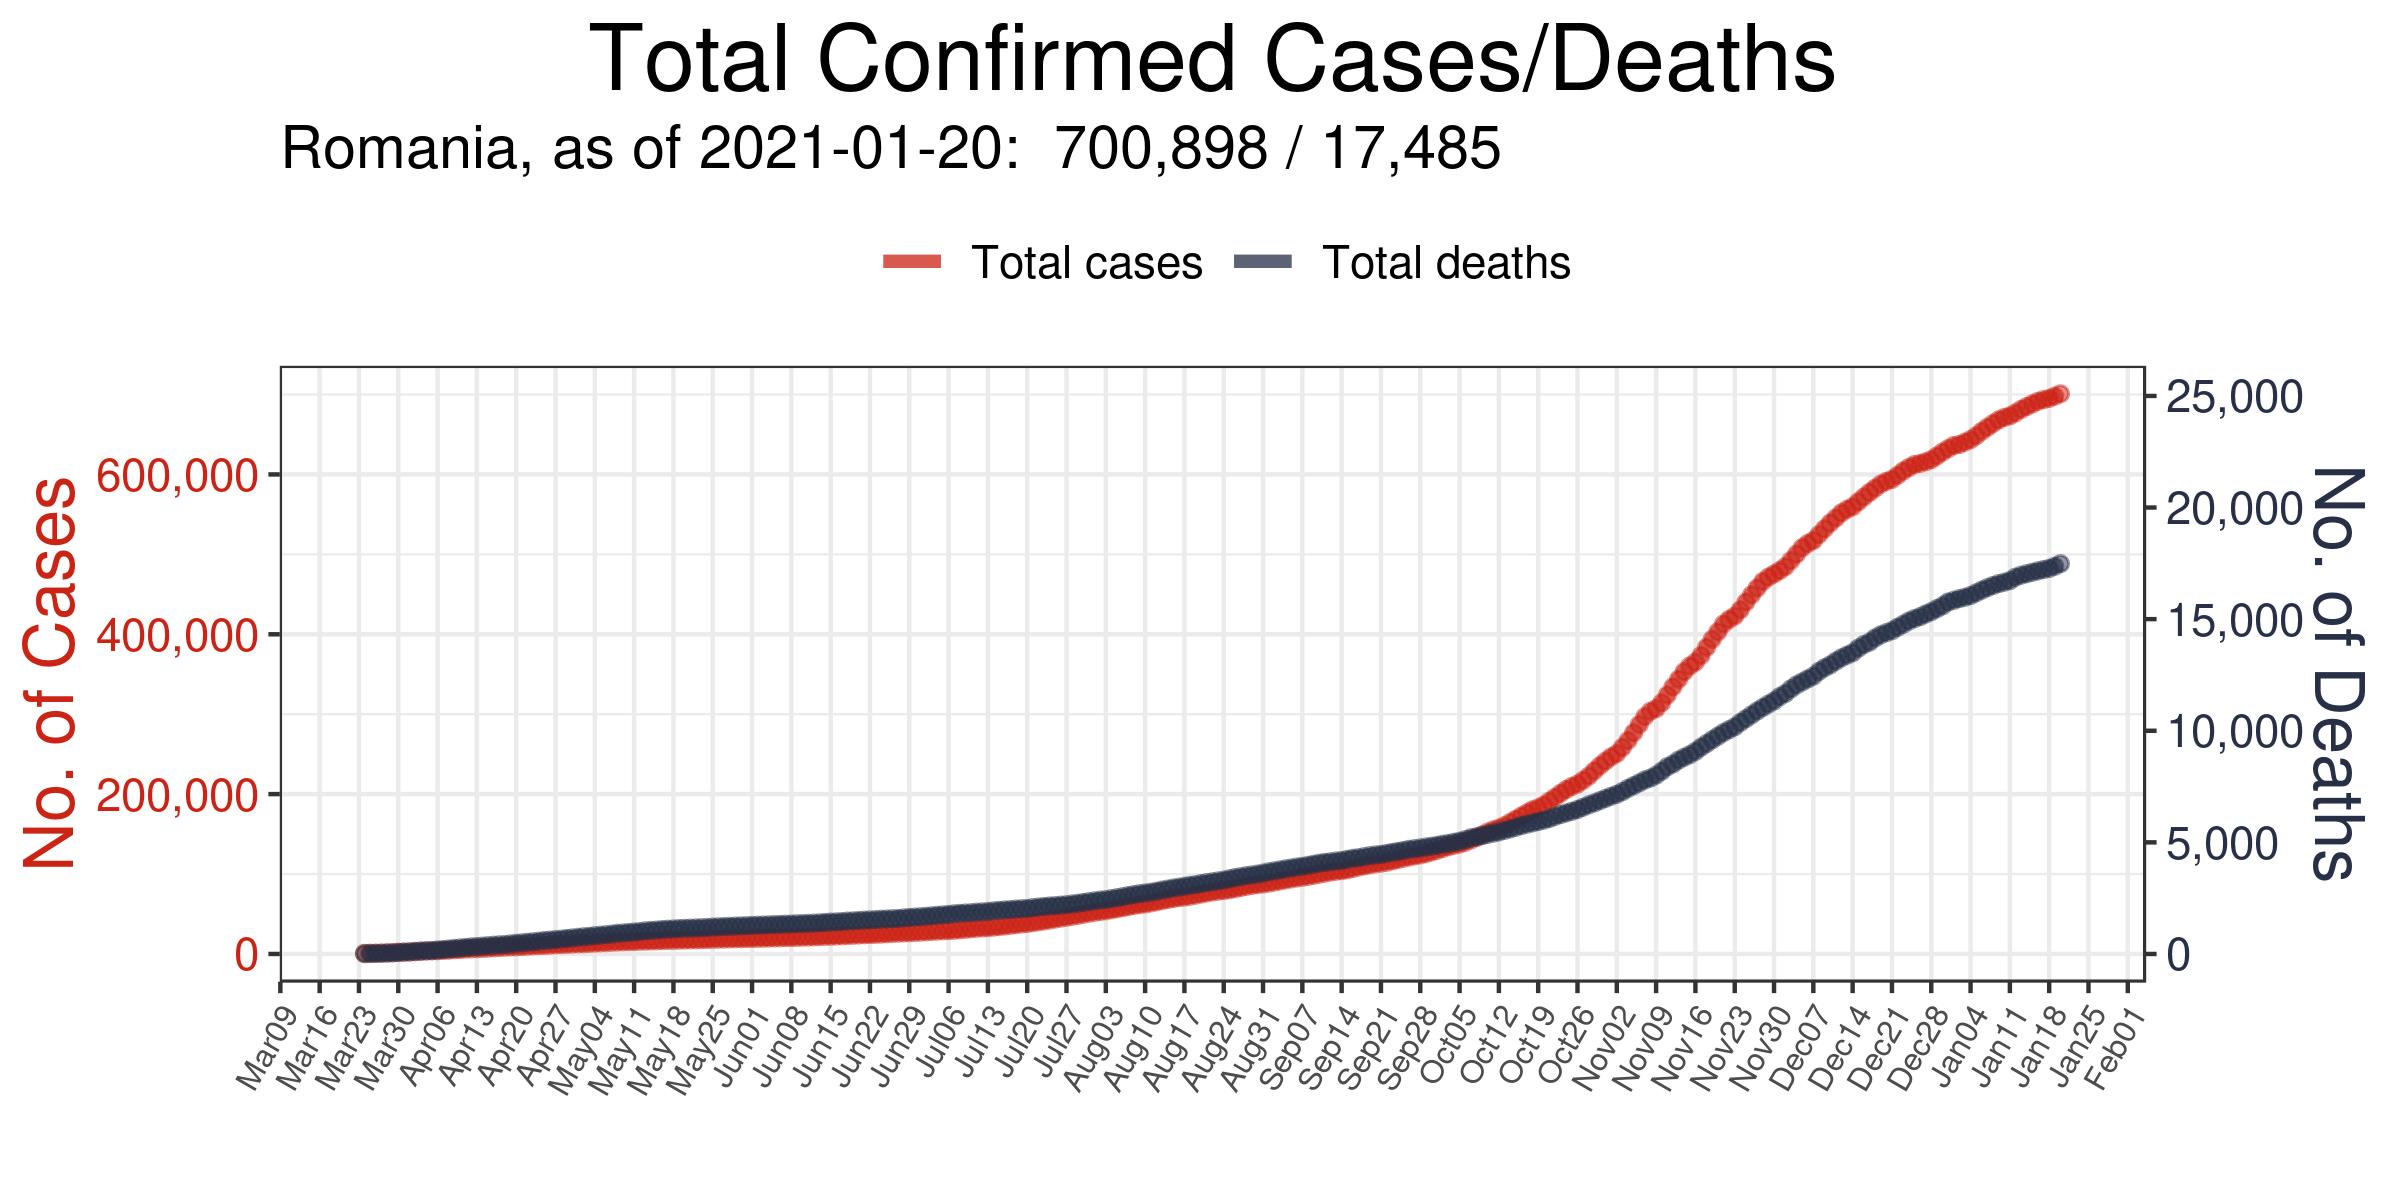 Total Confirmed Cases/Deaths
Romania, as of 2021-01-20:  700,898 / 17,485
Total cases
Total deaths
No. of Cases
600,000
400,000
200,000
0
25,000
20,000
15,000
10,000
5,000
0
No. of Deaths
Mar09
Mar16
Mar23
Mar30
Apr06
Apr13
Apr20
Apr27
May04
May11
May18
May25
Jun01
Jun08
Jun15
Jun22
Jun29
Jul06
Jul13
Jul20
Jul27
Aug03
Aug10
Aug17
Aug24
Aug31
Sep07
Sep14
Sep21
Sep28
Oct05
Oct12
Oct19
Oct26
Nov02
Nov09
Nov16
Nov23
Nov30
Dec07
Dec14
Dec21
Dec28
Jan04
Jan11
Jan18
Jan25
Feb01